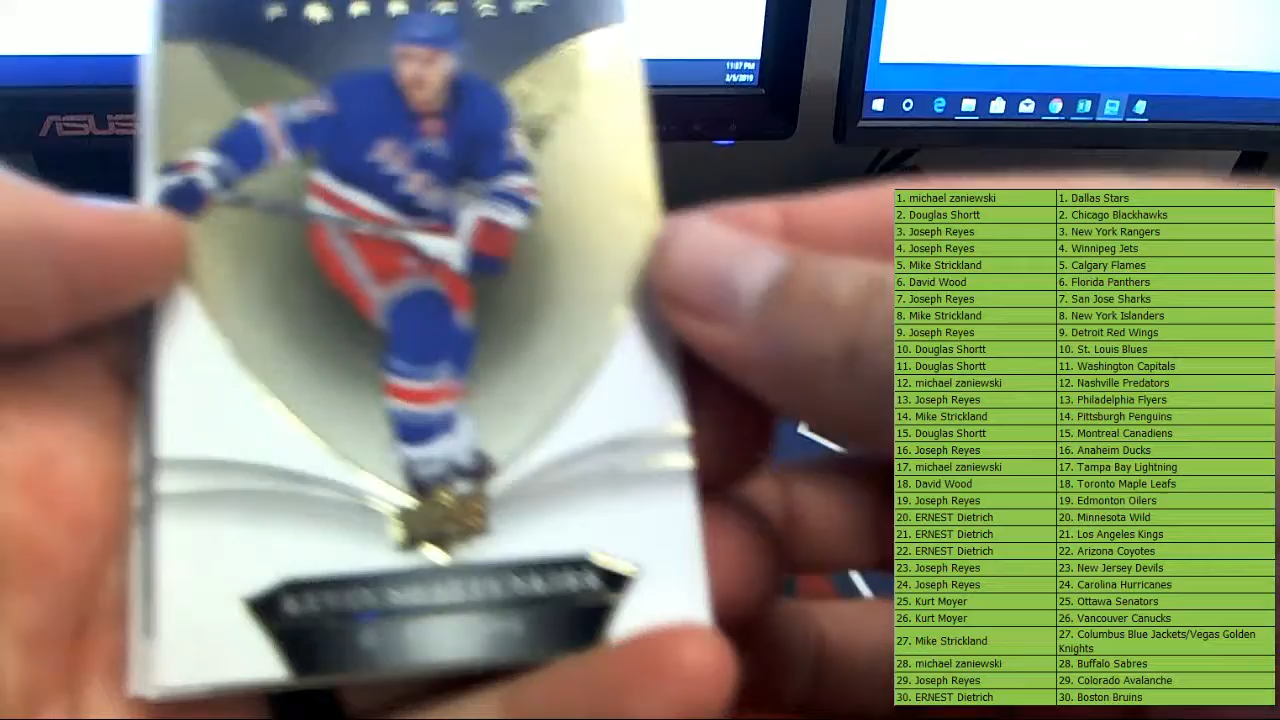 11:07 PM
2/5/2019
ASUS
1. michael zaniewski 1. Dallas Stars
2. Douglas Shortt 2. Chicago Blackhawks
3. Joseph Reyes 3. New York Rangers
4. Joseph Reyes 4. Winnipeg Jets
5. Mike Strickland 5. Calgary Flames
6. David Wood 6. Florida Panthers
7. Joseph Reyes 7. San Jose Sharks
8. Mike Strickland 8. New York Islanders
9. Joseph Reyes 9. Detroit Red Wings
10. Douglas Shortt 10. St. Louis Blues
11. Douglas Shortt 11. Washington Capitals
12. michael zaniewski 12. Nashville Predators
13. Joseph Reyes 13. Philadelphia Flyers
14. Mike Strickland 14. Pittsburgh Penguins
15. Douglas Shortt 15. Montreal Canadiens
16. Joseph Reyes 16. Anaheim Ducks
17. michael zaniewski 17. Tampa Bay Lightning
18. David Wood 18. Toronto Maple Leafs
19. Joseph Reyes 19. Edmonton Oilers
20. ERNEST Dietrich 20. Minnesota Wild
21. ERNEST Dietrich 21. Los Angeles Kings
22. ERNEST Dietrich 22. Arizona Coyotes
23. Joseph Reyes 23. New Jersey Devils
24. Joseph Reyes 24. Carolina Hurricanes
25. Kurt Moyer 25. Ottawa Senators
26. Kurt Moyer 26. Vancouver Canucks
27. Mike Strickland 27. Columbus Blue Jackets/Vegas Golden
Knights
28. michael zaniewski 28. Buffalo Sabres
29. Joseph Reyes 29. Colorado Avalanche
30. ERNEST Dietrich 30. Boston Bruins